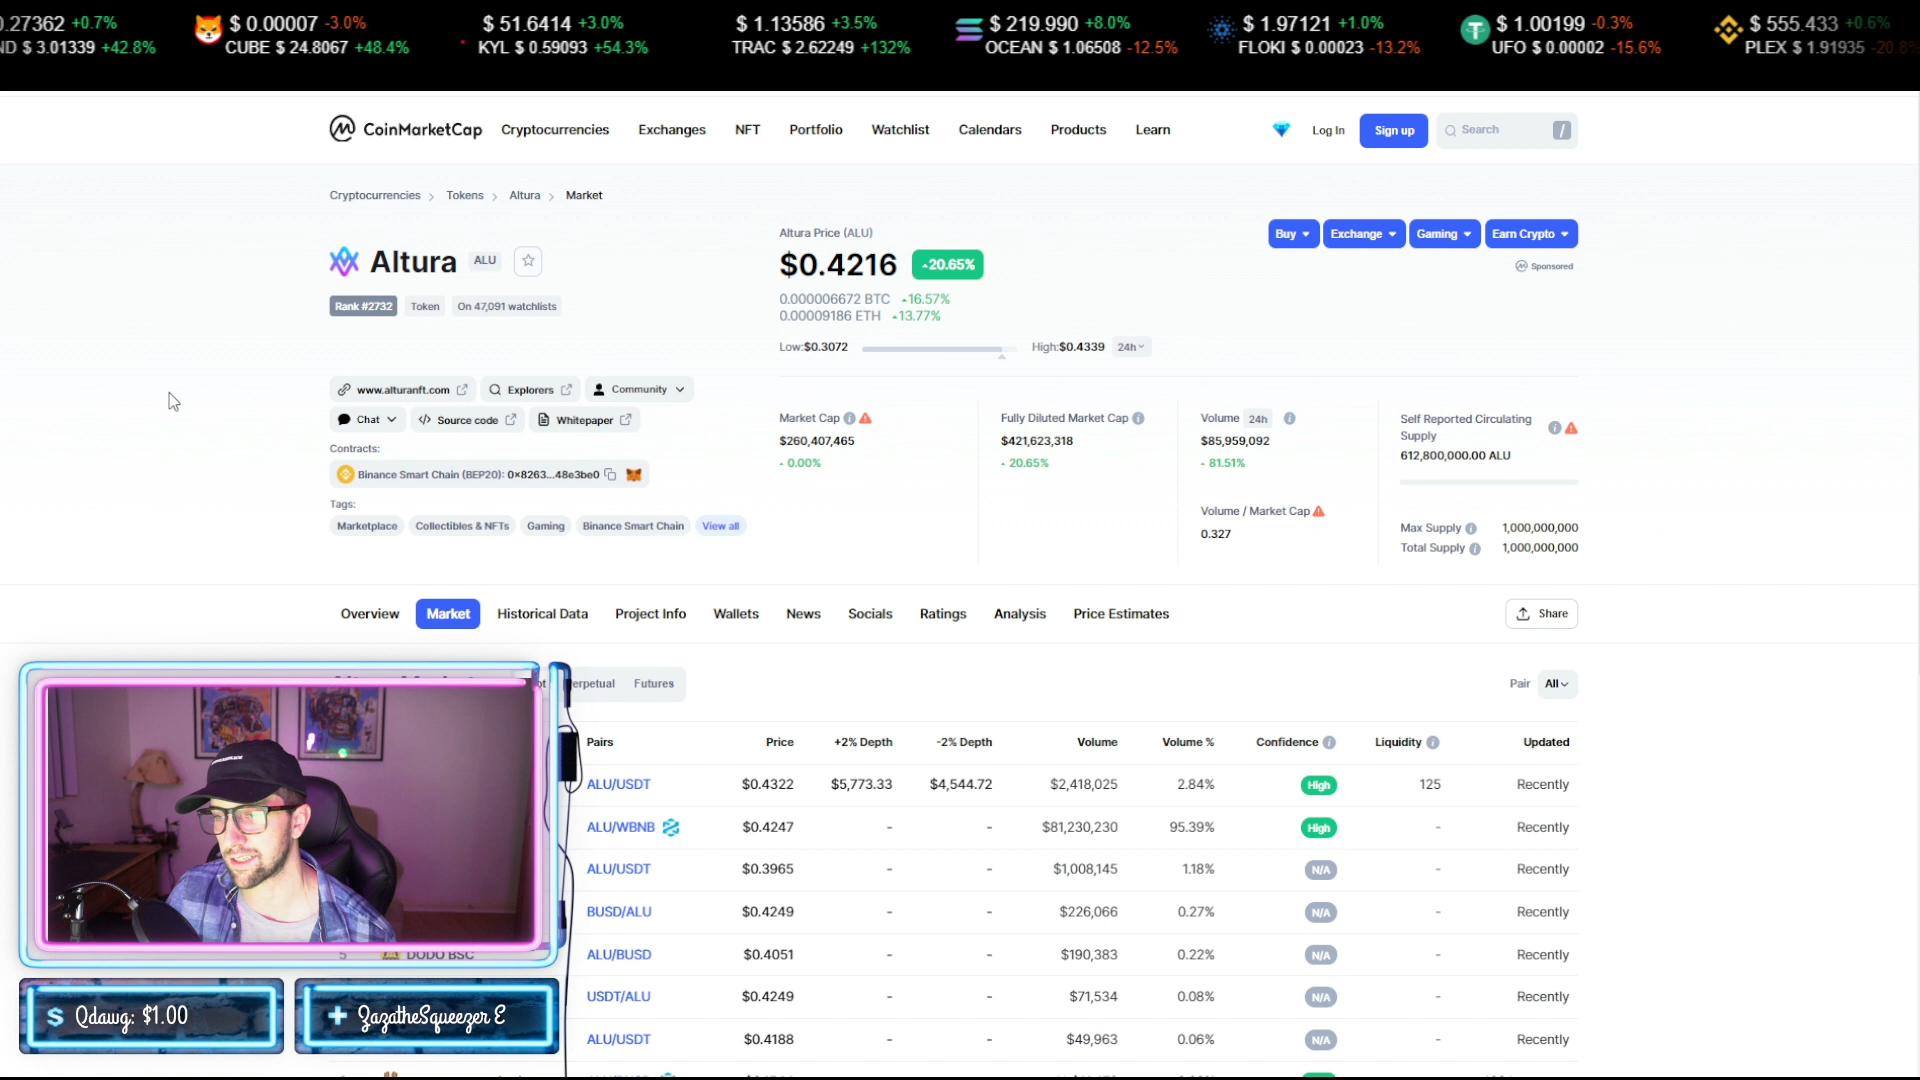 0.27362 +0.7% $ 0.00007 -3.0% $ 51.6414 +3.0% $ 1.13586 +3.5% $ 219.990 +8.0% $ 1.97121 +1.0% $ 1.00199 -0.3% $ 555.433 +0.6%
ND $ 3.01339 +42.8% CUBE $ 24.8067 +48.4% KYL $ 0.59093 +54.3% TRAC $ 2.62249 +132% OCEAN $ 1.06508 -12.5% FLOKI $ 0.00023 -13.2% UFO $ 0.00002 -15.6% PLEX $ 1.91935 -20.8%
CoinMarketCap Cryptocurrencies Exchanges NFT Portfolio Watchlist Calendars Products Learn Log In Sign up Search /
Cryptocurrencies > Tokens > Altura > Market
Altura ALU
Rank #2732 Token On 47,091 watchlists
www.alturanft.com Explorers Community
Chat Source code Whitepaper
Contracts:
Binance Smart Chain (BEP20): 0x8263...48e3be0
Tags:
Marketplace Collectibles & NFTs Gaming Binance Smart Chain View all
Altura Price (ALU)
$0.4216 20.65%
0.000006672 BTC 16.57%
0.00009186 ETH 13.77%
Low:$0.3072 High:$0.4339 24h
Buy Exchange Gaming Earn Crypto
Sponsored
Market Cap
$260,407,465
0.00%
Fully Diluted Market Cap
$421,623,318
20.65%
Volume 24h
$85,959,092
81.51%
Volume / Market Cap
0.327
Self Reported Circulating
Supply
612,800,000.00 ALU
Max Supply 1,000,000,000
Total Supply 1,000,000,000
Overview Market Historical Data Project Info Wallets News Socials Ratings Analysis Price Estimates Share
ot Perpetual Futures Pair All
Pairs Price +2% Depth -2% Depth Volume Volume % Confidence Liquidity Updated
ALU/USDT $0.4322 $5,773.33 $4,544.72 $2,418,025 2.84% High 125 Recently
ALU/WBNB $0.4247 - - $81,230,230 95.39% High - Recently
ALU/USDT $0.3965 - - $1,008,145 1.18% N/A - Recently
BUSD/ALU $0.4249 - - $226,066 0.27% N/A - Recently
5 DODO BSC ALU/BUSD $0.4051 - - $190,383 0.22% N/A - Recently
USDT/ALU $0.4249 - - $71,534 0.08% N/A - Recently
ALU/USDT $0.4188 - - $49,963 0.06% N/A - Recently
$ Qdawg: $1.00
+ ZazatheSqueezer E